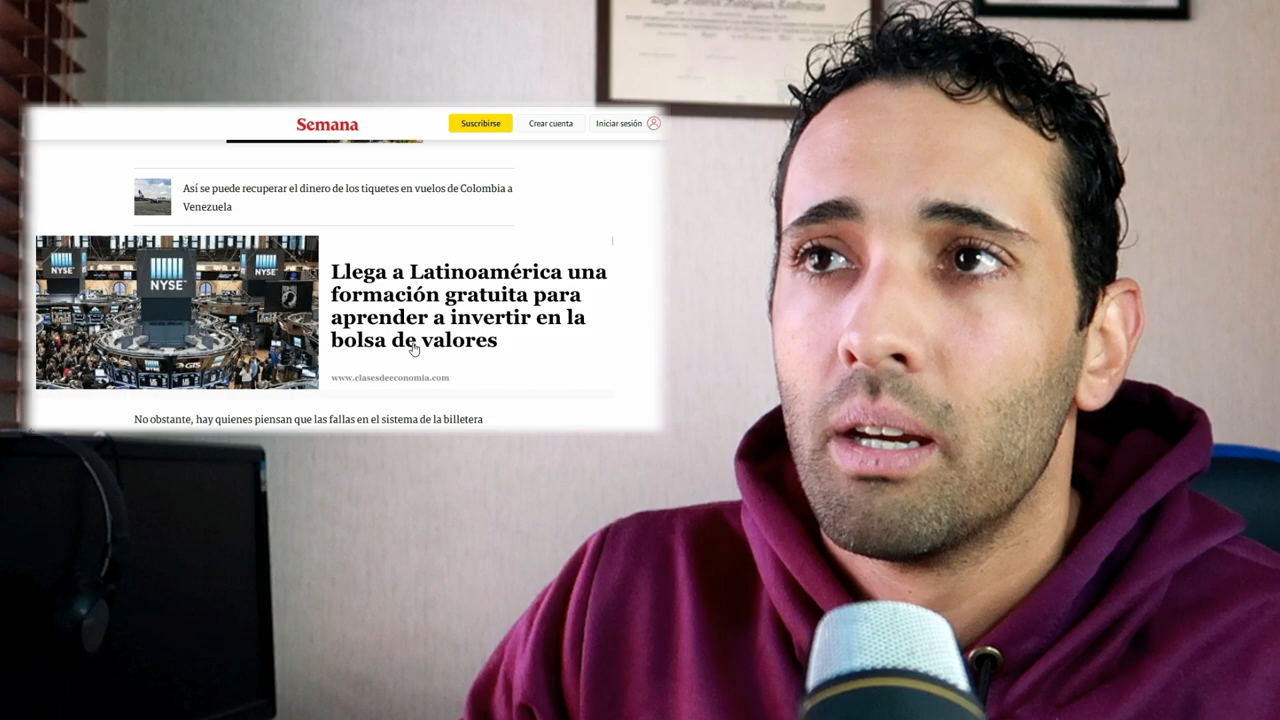 Semana
Suscribirse
Crear cuenta
Iniciar sesión
Así se puede recuperar el dinero de los tiquetes en vuelos de Colombia a
Venezuela
NYSE
NYSE
NYSE
Llega a Latinoamérica una
formación gratuita para
aprender a invertir en la
bolsa de valores
www.clasesdeeconomia.com
No obstante, hay quienes piensan que las fallas en el sistema de la billetera